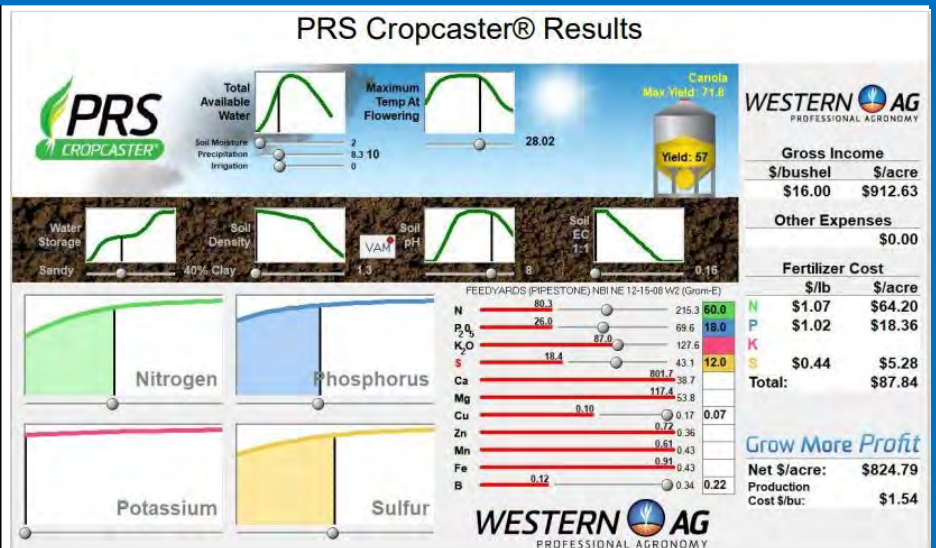 PRS Cropcaster® Results
PRS
CROPCASTER®
Total
Available
Water
Soil Moisture 2
Precipitation 8.3 10
Irrigation 0
Maximum
Temp At
Flowering
28.02
Canola
Max Yield: 71.8
Yield: 57
WESTERN AG
PROFESSIONAL AGRONOMY
Gross Income
$/bushel $/acre
$16.00 $912.63
Other Expenses
$0.00
Fertilizer Cost
$/lb $/acre
N $1.07 $64.20
P $1.02 $18.36
K
S $0.44 $5.28
Total: $87.84
Water
Storage
Sandy 40% Clay
Soil
Density
1.3
VAM
Soil
pH
8
Soil
EC
1:1
0.16
FEEDYARDS (PIPESTONE) NBI NE 12-15-08 W2 (Grom-E)
N 80.3 215.3 60.0
P2O5 26.0 69.6 18.0
K2O 87.0 127.6
S 18.4 43.1 12.0
Ca 801.7 38.7
Mg 117.4 53.8
Cu 0.10 0.17 0.07
Zn 0.72 0.36
Mn 0.61 0.43
Fe 0.91 0.43
B 0.12 0.34 0.22
Nitrogen
Phosphorus
Potassium
Sulfur
WESTERN AG
PROFESSIONAL AGRONOMY
Grow More Profit
Net $/acre: $824.79
Production
Cost $/bu: $1.54